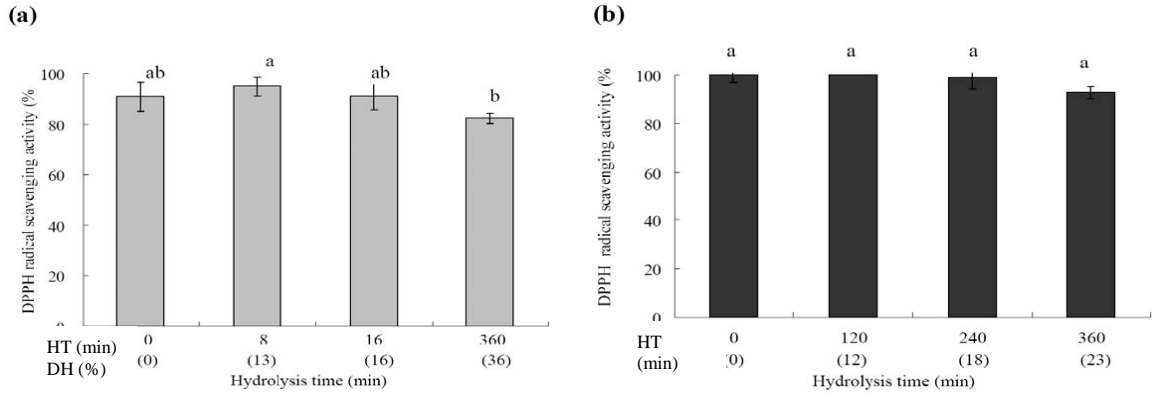 (a)
DPPH radical scavenging activity (%
100
80
60
40
20
0
ab
a
ab
b
HT (min) 0 8 16 360
DH (%) (0) (13) (16) (36)
Hydrolysis time (min)
(b)
DPPH radical scavenging activity (%
100
80
60
40
20
0
a
a
a
a
HT 0 120 240 360
(min) (0) (12) (18) (23)
Hydrolysis time (min)